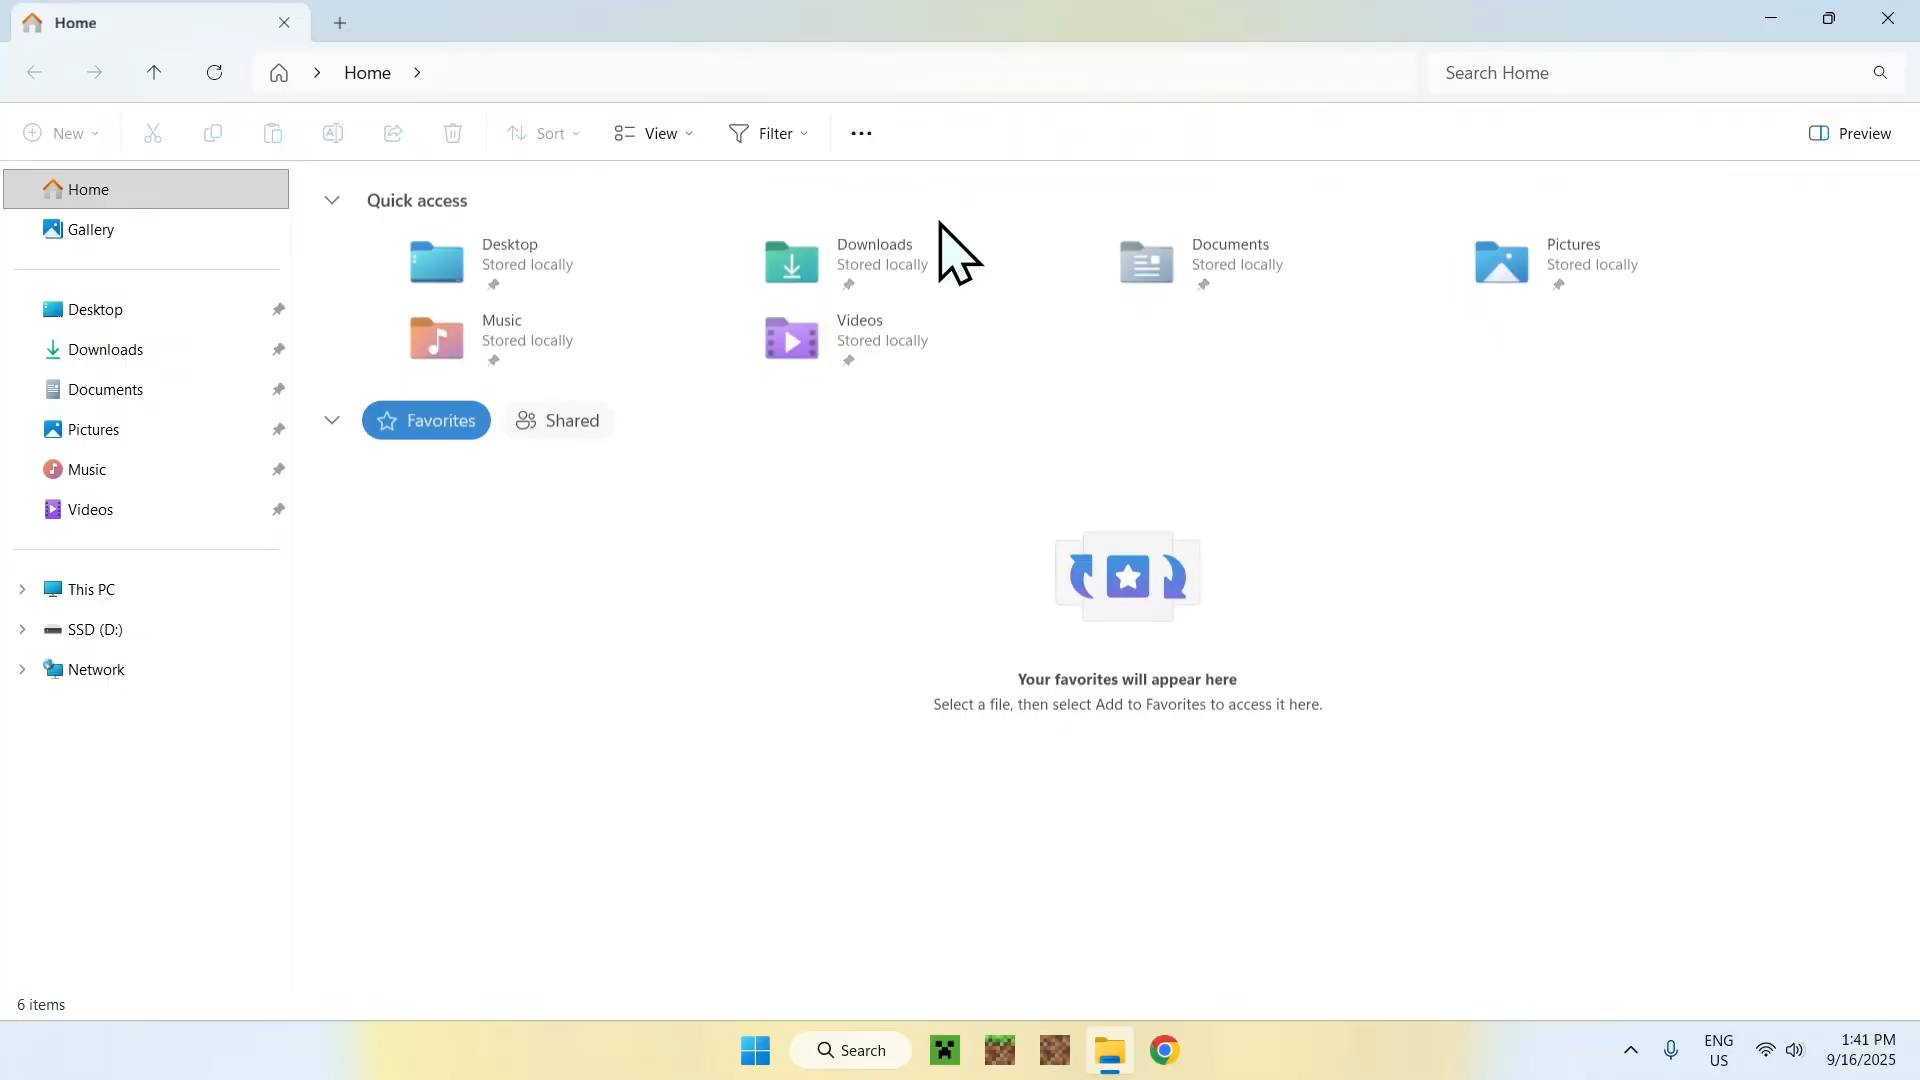 Home
Home
Search Home
New
Sort
View
Filter
Preview
Home
Gallery
Desktop
Downloads
Documents
Pictures
Music
Videos
This PC
SSD (D:)
Network
Quick access
Desktop
Stored locally
Downloads
Stored locally
Documents
Stored locally
Pictures
Stored locally
Music
Stored locally
Videos
Stored locally
Favorites
Shared
Your favorites will appear here
Select a file, then select Add to Favorites to access it here.
6 items
Search
ENG
US
1:41 PM
9/16/2025